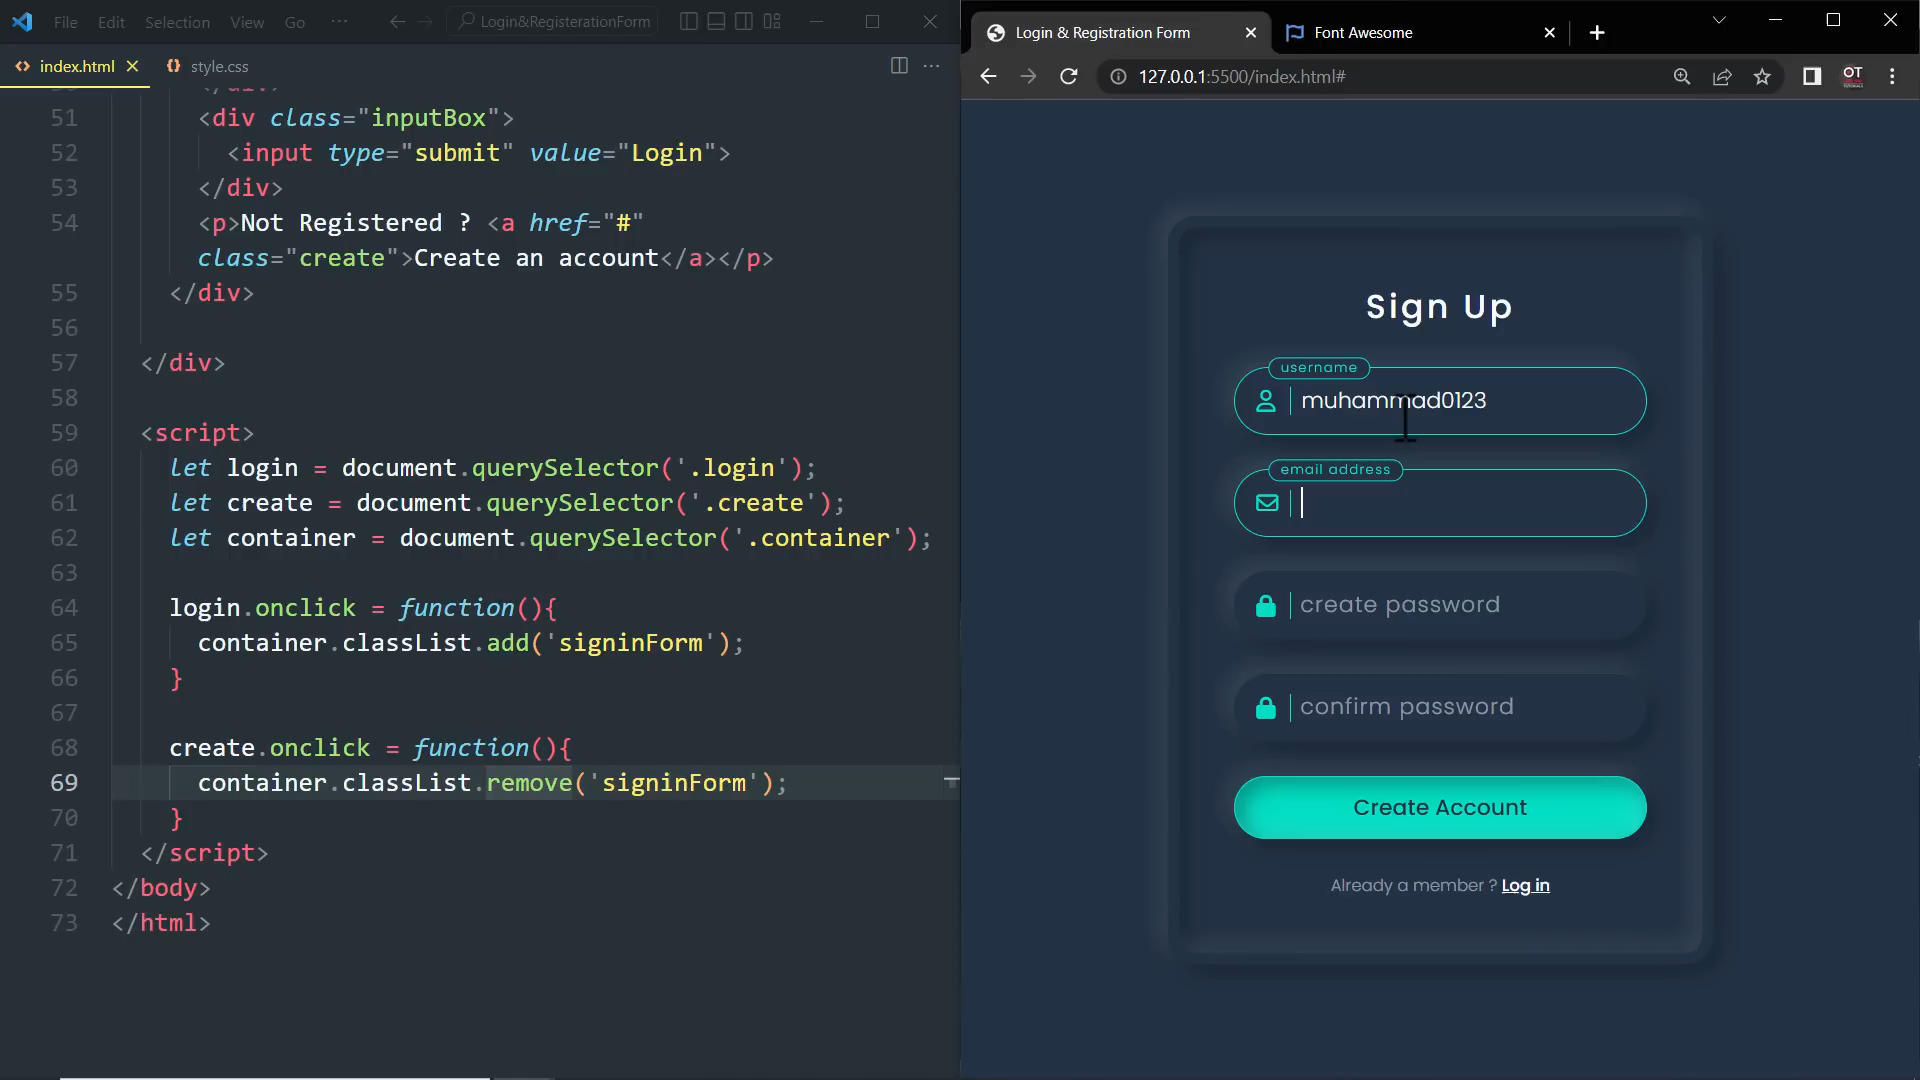 File Edit Selection View Go ··· Login&RegisterationForm
index.html style.css
51 <div class="inputBox">
52 <input type="submit" value="Login">
53 </div>
54 <p>Not Registered ? <a href="#"
class="create">Create an account</a></p>
55 </div>
56
57 </div>
58
59 <script>
60 let login = document.querySelector('.login');
61 let create = document.querySelector('.create');
62 let container = document.querySelector('.container');
63
64 login.onclick = function(){
65 container.classList.add('signinForm');
66 }
67
68 create.onclick = function(){
69 container.classList.remove('signinForm');
70 }
71 </script>
72 </body>
73 </html>
Login & Registration Form Font Awesome
127.0.0.1:5500/index.html#
OT
Sign Up
username
muhammad0123
email address
create password
confirm password
Create Account
Already a member ? Log in